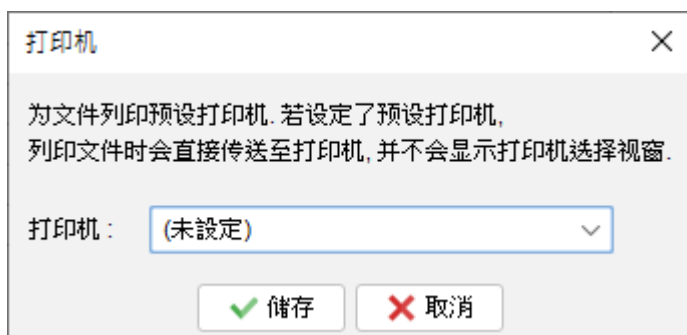 打印机
为文件列印预设打印机. 若设定了预设打印机,
列印文件时会直接传送至打印机, 并不会显示打印机选择视窗.
打印机 : (未設定)
储存 取消